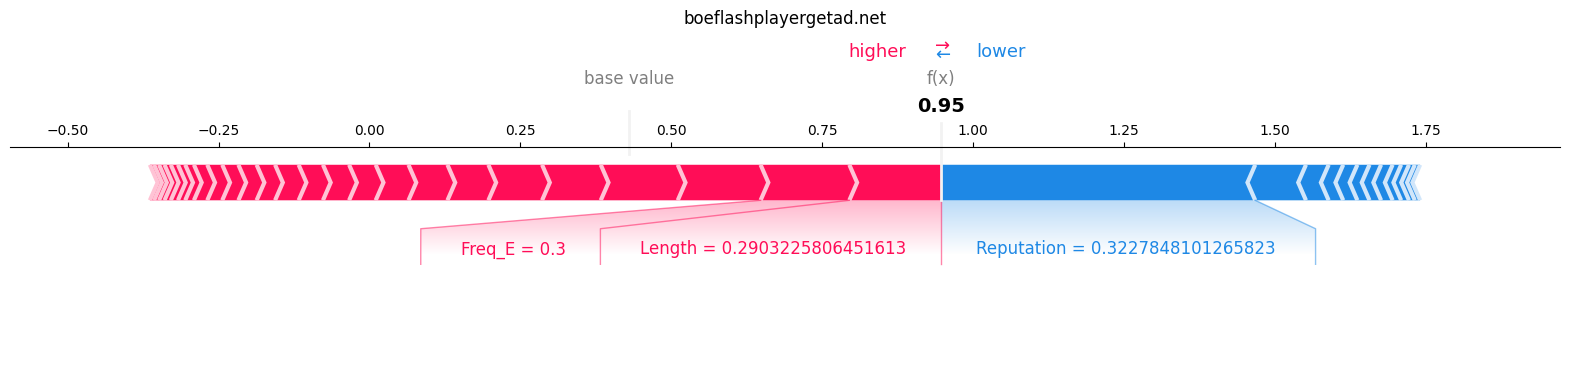 boeflashplayergetad.net
higher ⇄ lower
base value f(x)
0.95
−0.50 −0.25 0.00 0.25 0.50 0.75 1.00 1.25 1.50 1.75
Freq_E = 0.3 Length = 0.2903225806451613 Reputation = 0.3227848101265823